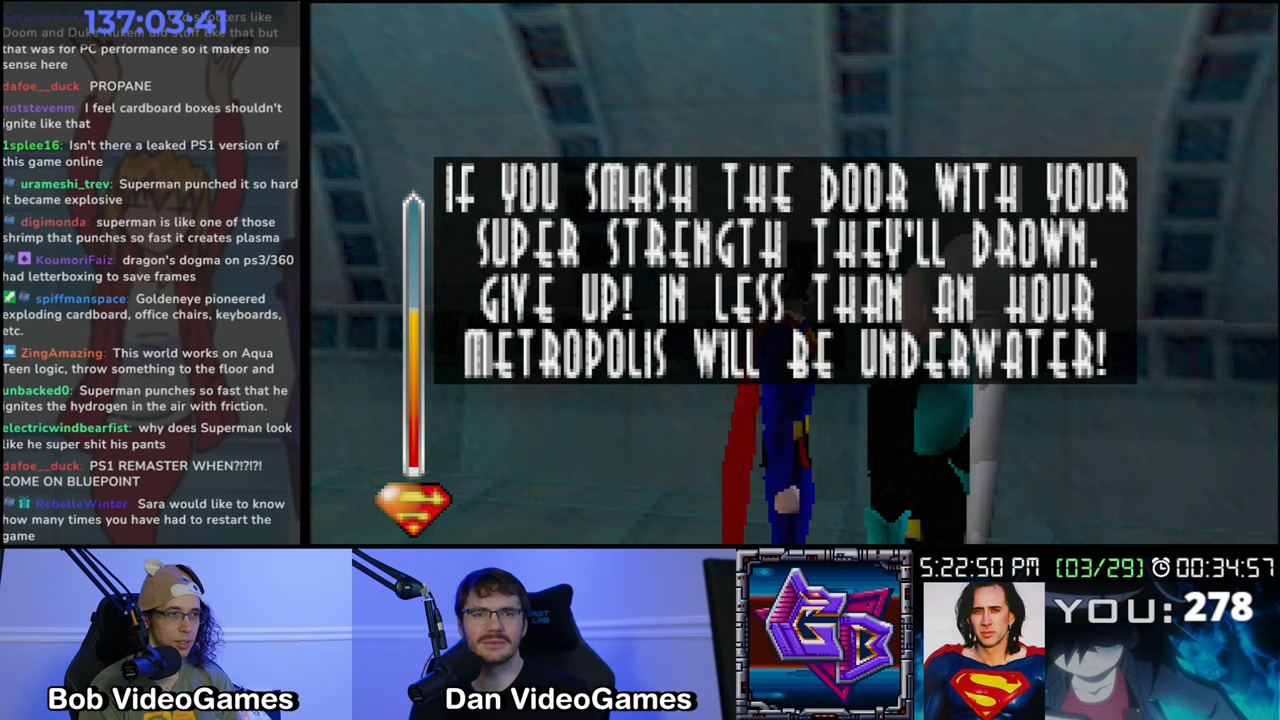 137:03:41
Doom and Duke Nukem did stuff like that but
that was for PC performance so it makes no
sense here
dafoe__duck PROPANE
notstevenm I feel cardboard boxes shouldn't
ignite like that
1splee16: Isn't there a leaked PS1 version of
this game online
urameshi_trev: Superman punched it so hard
it became explosive
digimonda: superman is like one of those
shrimp that punches so fast it creates plasma
KoumoriFaiz: dragon's dogma on ps3/360
had letterboxing to save frames
spiffmanspace: Goldeneye pioneered
exploding cardboard, office chairs, keyboards,
etc.
ZingAmazing: This world works on Aqua
Teen logic, throw something to the floor and
unbacked0: Superman punches so fast that he
ignites the hydrogen in the air with friction.
electricwindbearfist: why does Superman look
like he super shit his pants
dafoe__duck: PS1 REMASTER WHEN?!?!?!
COME ON BLUEPOINT
RebelleWinter Sara would like to know
how many times you have had to restart the
game
IF YOU SMASH THE DOOR WITH YOUR
SUPER STRENGTH THEY'LL DROWN.
GIVE UP! IN LESS THAN AN HOUR
METROPOLIS WILL BE UNDERWATER!
Bob VideoGames
Dan VideoGames
GB
5:22:50 PM [03/29] 00:34:57
YOU: 278